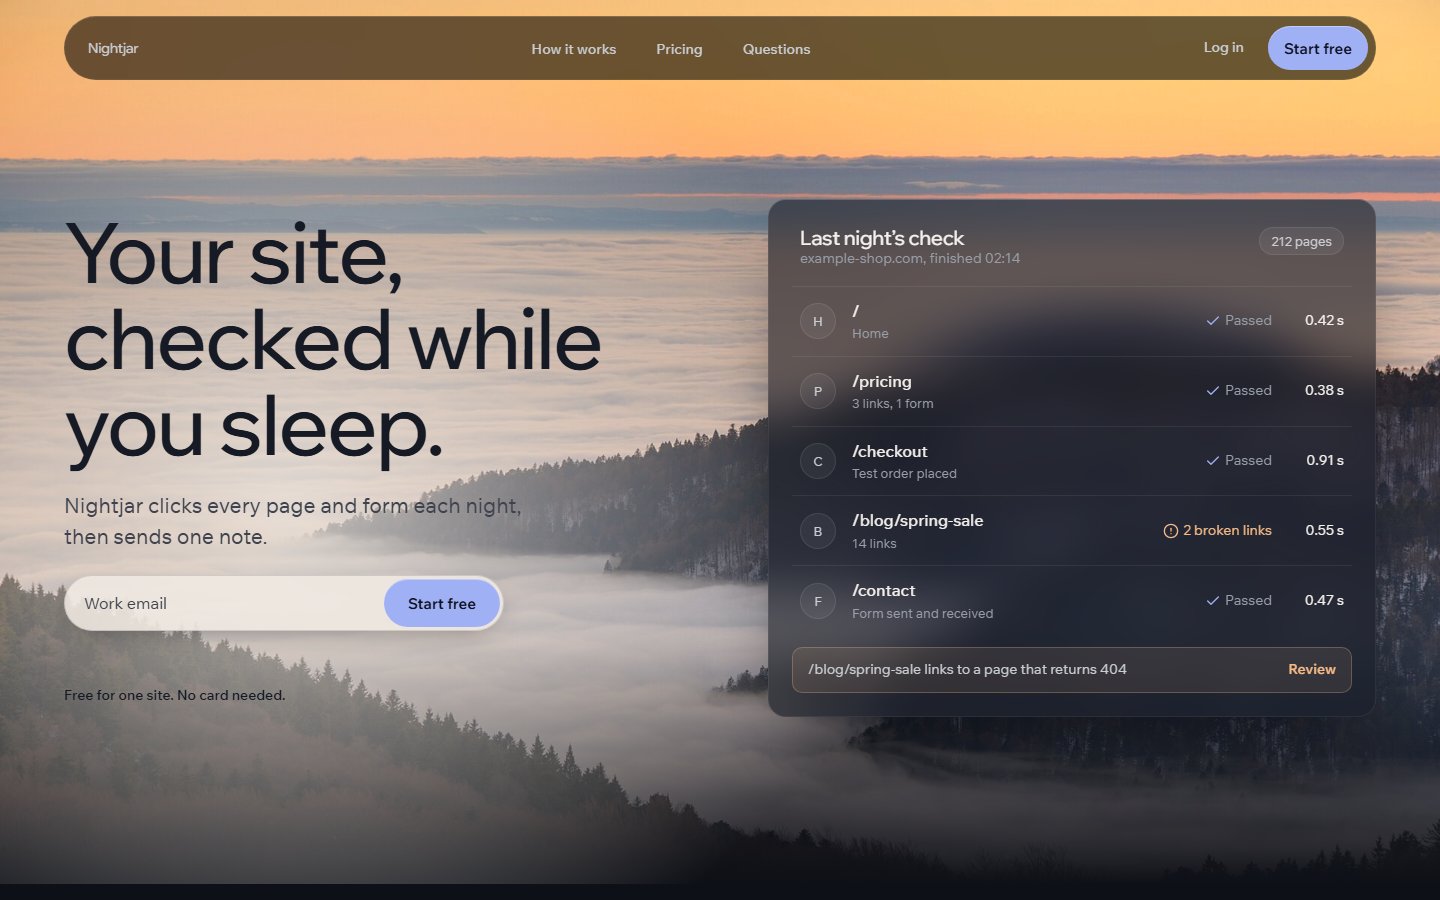 Nightjar
How it works
Pricing
Questions
Log in
Start free
Your site,
checked while
you sleep.
Nightjar clicks every page and form each night,
then sends one note.
Work email
Start free
Free for one site. No card needed.
Last night’s check
212 pages
example-shop.com, finished 02:14
H
/
Home
Passed
0.42 s
P
/pricing
3 links, 1 form
Passed
0.38 s
C
/checkout
Test order placed
Passed
0.91 s
B
/blog/spring-sale
14 links
2 broken links
0.55 s
F
/contact
Form sent and received
Passed
0.47 s
/blog/spring-sale links to a page that returns 404
Review